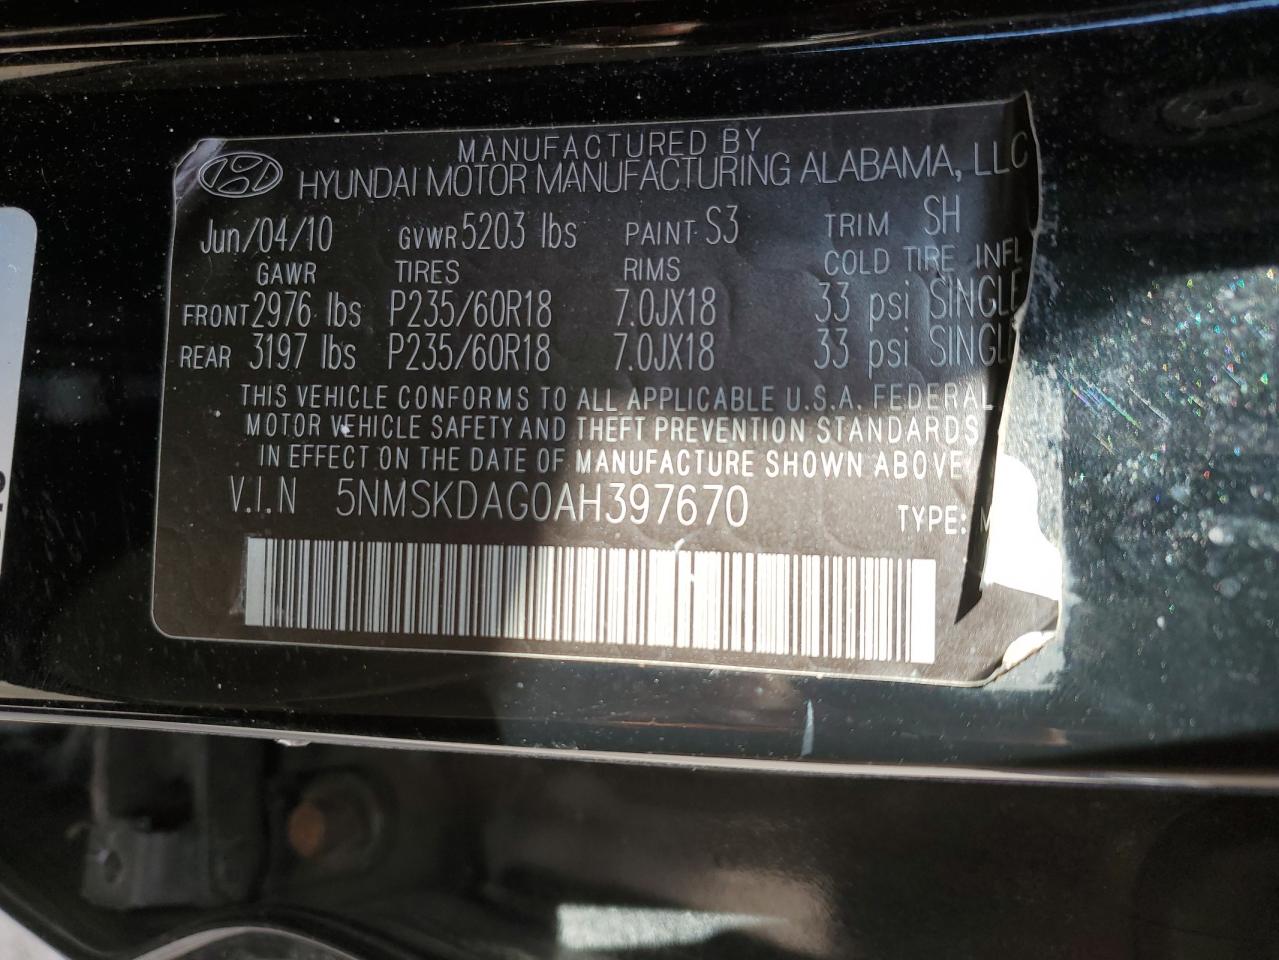 MANUFACTURED BY
HYUNDAI MOTOR MANUFACTURING ALABAMA, LLC
Jun/04/10 GVWR 5203 lbs PAINT S3 TRIM SH
GAWR TIRES RIMS COLD TIRE INFL
FRONT 2976 lbs P235/60R18 7.0JX18 33 psi SINGLE
REAR 3197 lbs P235/60R18 7.0JX18 33 psi SINGL
THIS VEHICLE CONFORMS TO ALL APPLICABLE U.S.A. FEDERAL
MOTOR VEHICLE SAFETY AND THEFT PREVENTION STANDARDS
IN EFFECT ON THE DATE OF MANUFACTURE SHOWN ABOVE
V.I.N 5NMSKDAG0AH397670 TYPE: